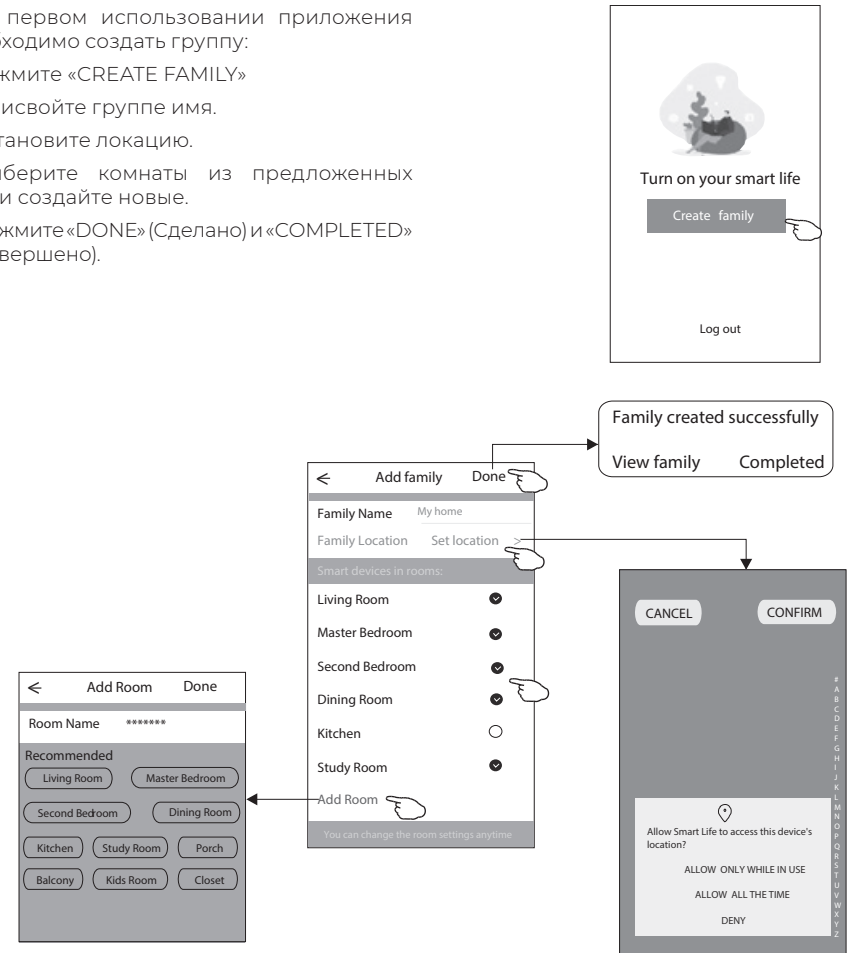 первом использовании приложения
бходимо создать группу:
жмите «CREATE FAMILY»
исвойте группе имя.
тановите локацию.
берите комнаты из предложенных
и создайте новые.
жмите «DONE» (Сделано) и «COMPLETED»
вершено).
Turn on your smart life
Create family
Log out
Family created successfully
View family Completed
← Add family Done
Family Name My home
Family Location Set location >
Smart devices in rooms:
Living Room
Master Bedroom
Second Bedroom
Dining Room
Kitchen
Study Room
Add Room
You can change the room settings anytime
← Add Room Done
Room Name *******
Recommended
Living Room Master Bedroom
Second Bedroom Dining Room
Kitchen Study Room Porch
Balcony Kids Room Closet
CANCEL CONFIRM
#
A
B
C
D
E
F
G
H
I
J
K
L
M
N
O
P
Q
R
S
T
U
V
W
X
Y
Z
Allow Smart Life to access this device's
location?
ALLOW ONLY WHILE IN USE
ALLOW ALL THE TIME
DENY